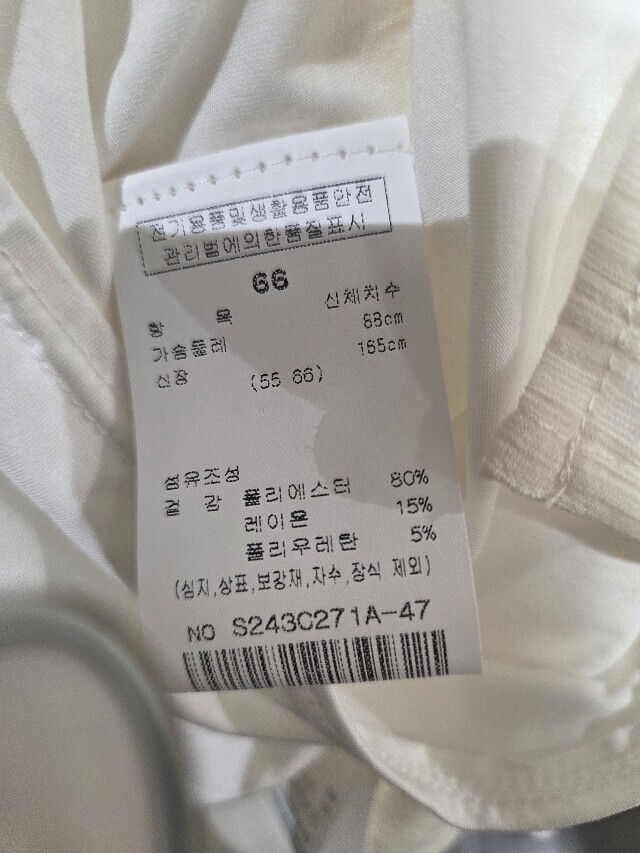 전기용품및생활용품안전
관리법에의한품질표시
66
항 목 신체치수
가슴둘레 88cm
신장 165cm
(55 66)
섬유조성
겉 감 폴리에스터 80%
레이온 15%
폴리우레탄 5%
(심지,상표,보강재,자수,장식 제외)
NO S243C271A-47